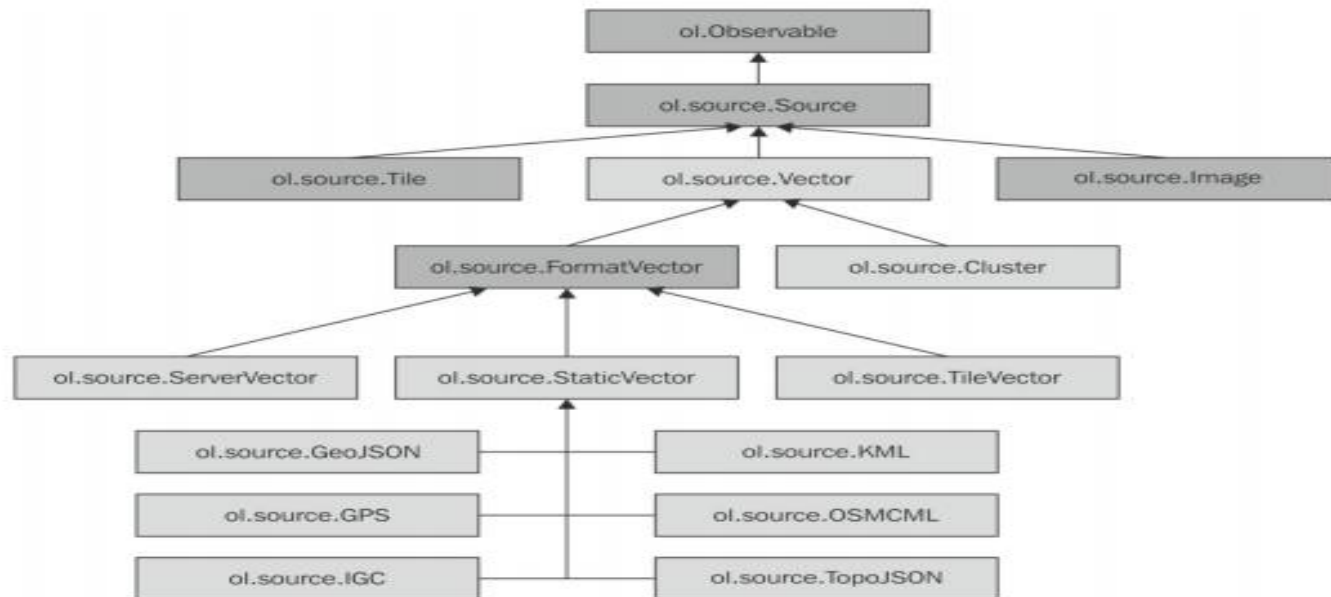 ol.Observable
ol.source.Source
ol.source.Tile
ol.source.Vector
ol.source.Image
ol.source.FormatVector
ol.source.Cluster
ol.source.ServerVector
ol.source.StaticVector
ol.source.TileVector
ol.source.GeoJSON
ol.source.KML
ol.source.GPS
ol.source.OSMCML
ol.source.IGC
ol.source.TopoJSON